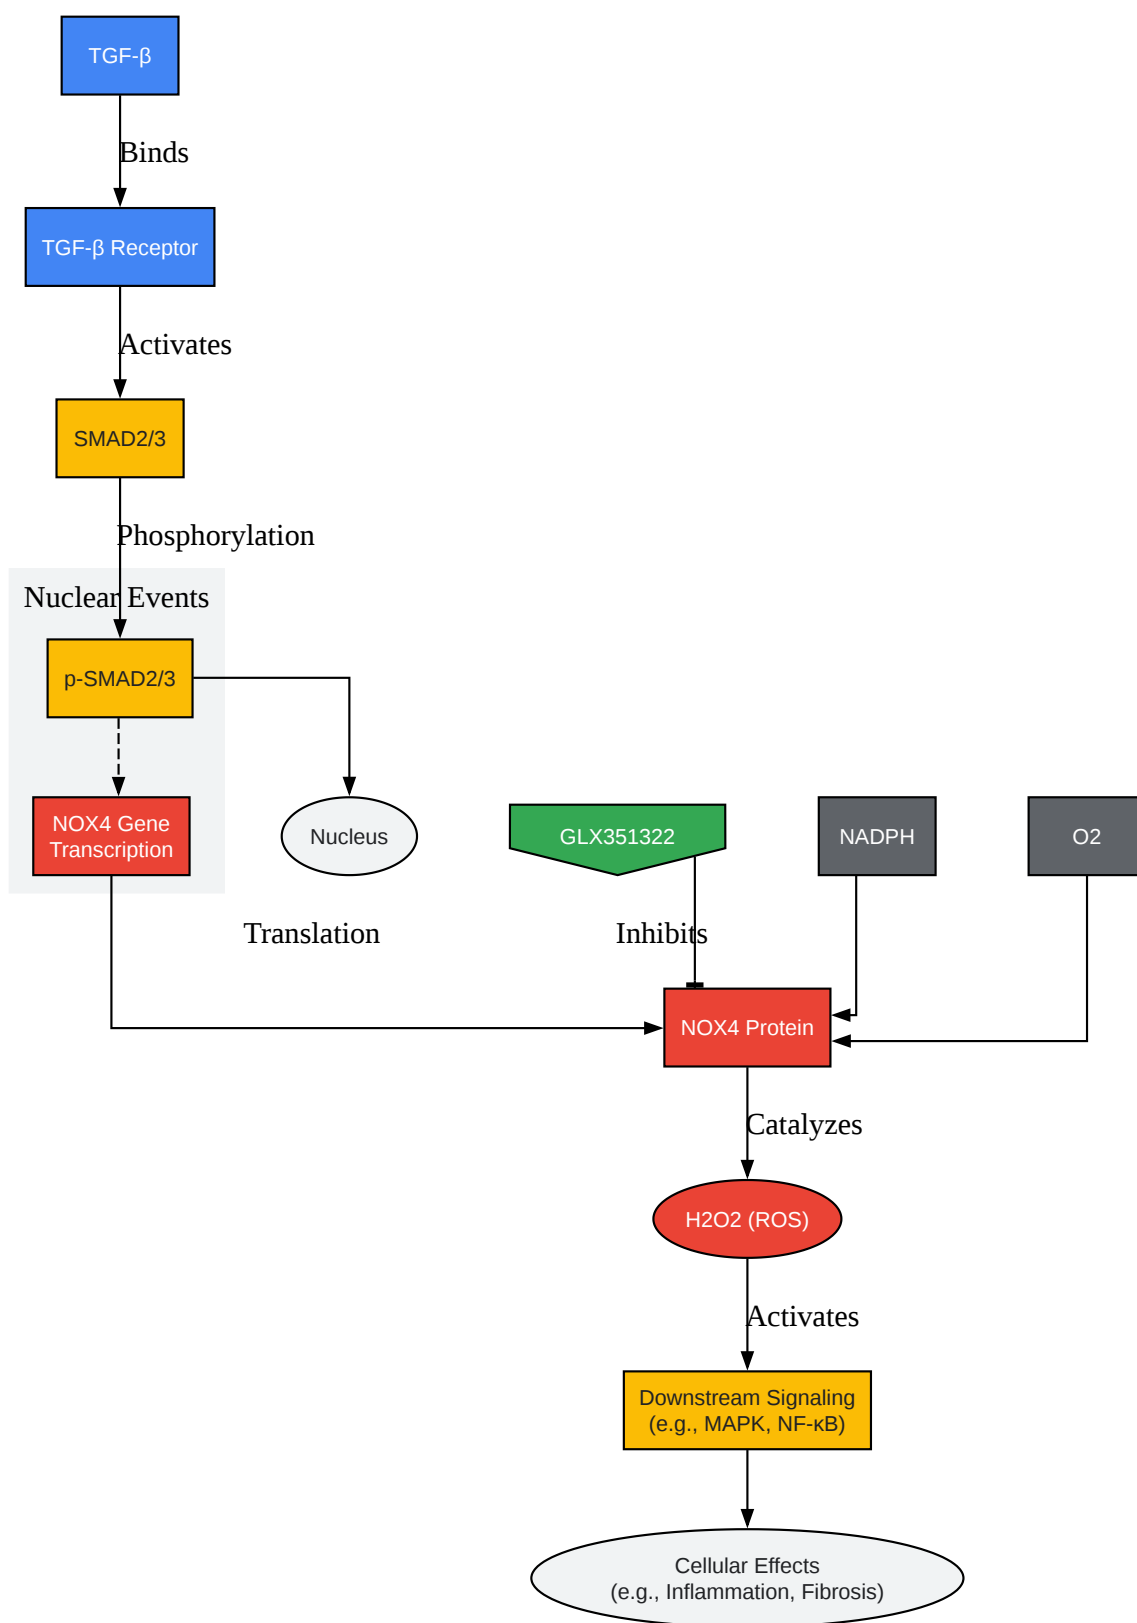 TGF-β
Binds
TGF-β Receptor
Activates
SMAD2/3
Phosphorylation
Nuclear Events
p-SMAD2/3
NOX4 Gene
Transcription
Nucleus
GLX351322
NADPH
O2
Translation
Inhibits
NOX4 Protein
Catalyzes
H2O2 (ROS)
Activates
Downstream Signaling
(e.g., MAPK, NF-κB)
Cellular Effects
(e.g., Inflammation, Fibrosis)